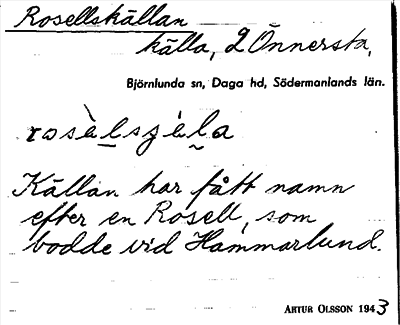 Rosellskällan
källa, 2 Önnersta,
Björnlunda sn, Daga hd, Södermanlands län.
Källan har fått namn
efter en Rosell, som
bodde vid Hammarlund.
ARTUR OLSSON 1943